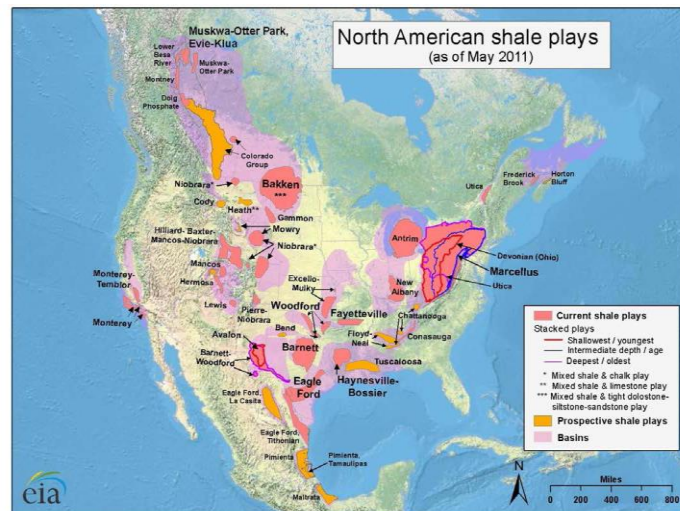 North American shale plays
(as of May 2011)
Muskwa-Otter Park,
Evie-Klua
Lower
Besa
River
Muskwa-
Otter Park
Montney
Doig
Phosphate
Colorado
Group
Niobrara*
Bakken
***
Cody
Heath**
Gammon
Mowry
Hilliard- Baxter-
Mancos-Niobrara
Niobrara*
Mancos
Hermosa
Monterey-
Temblor
Monterey
Lewis
Pierre-
Niobrara
Excello-
Mulky
Woodford
Fayetteville
Bend
Avalon
Barnett-
Woodford
Barnett
Eagle
Ford
Haynesville-
Bossier
Tuscaloosa
Floyd-
Neal
Conasauga
Chattanooga
New
Albany
Antrim
Utica
Frederick
Brook
Horton
Bluff
Devonian (Ohio)
Marcellus
Utica
Eagle Ford,
La Casita
Eagle Ford,
Tithonian
Pimienta
Pimienta,
Tamaulipas
Maltrata
Current shale plays
Stacked plays
Shallowest / youngest
Intermediate depth / age
Deepest / oldest
* Mixed shale & chalk play
** Mixed shale & limestone play
*** Mixed shale & tight dolostone-
siltstone-sandstone play
Prospective shale plays
Basins
N
Miles
0 200 400 600 800
eia